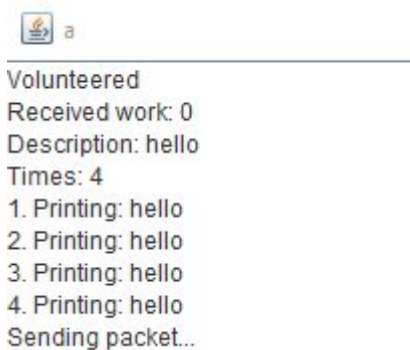 a
Volunteered
Received work: 0
Description: hello
Times: 4
1. Printing: hello
2. Printing: hello
3. Printing: hello
4. Printing: hello
Sending packet...